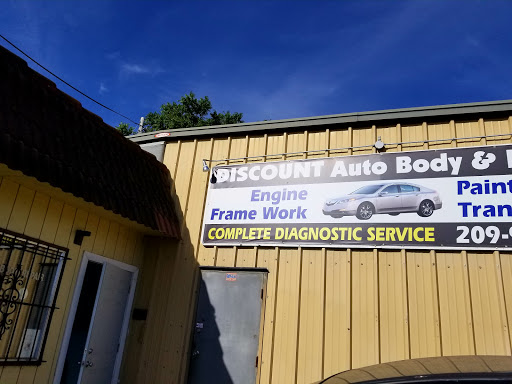 DISCOUNT Auto Body &
Engine Paint
Frame Work Tran
COMPLETE DIAGNOSTIC SERVICE 209-